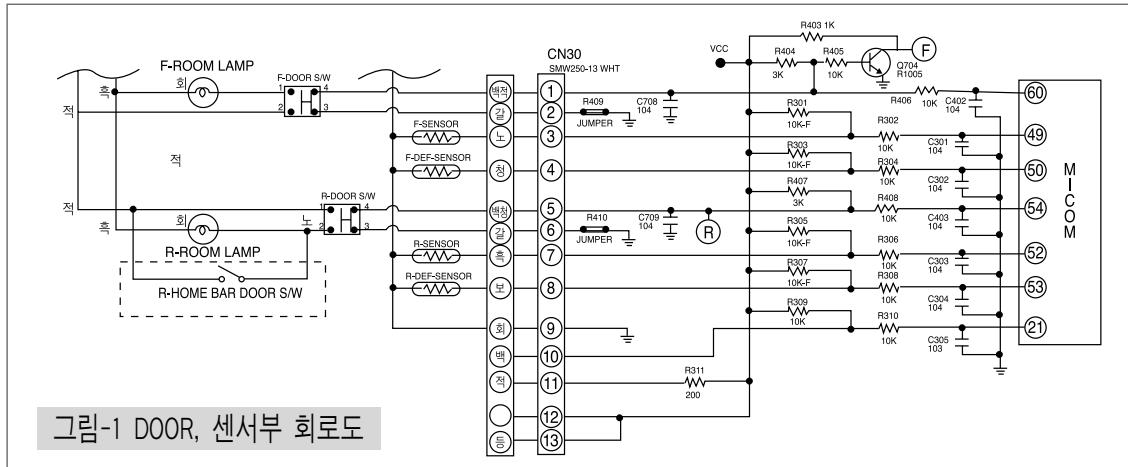 R403 1K
VCC
R404
3K
R405
10K
F
Q704
R1005
CN30
SMW250-13 WHT
F-ROOM LAMP
F-DOOR S/W
흑
회
1
4
2
3
적
백적
1
갈
2
R409
JUMPER
C708
104
R406
10K
C402
104
60
R301
10K-F
F-SENSOR
노
3
R302
10K
C301
104
49
R303
10K-F
F-DEF-SENSOR
청
4
R304
10K
C302
104
50
적
R407
3K
R-DOOR S/W
적
흑
회
노
1
4
2
3
백청
5
갈
6
R410
JUMPER
C709
104
R
R408
10K
C403
104
54
R-ROOM LAMP
R-HOME BAR DOOR S/W
R305
10K-F
R-SENSOR
흑
7
R306
10K
C303
104
52
R307
10K-F
R-DEF-SENSOR
보
8
R308
10K
C304
104
53
R309
10K
회
9
R310
10K
C305
103
21
MICOM
백
10
적
11
R311
200
12
등
13
그림-1 DOOR, 센서부 회로도